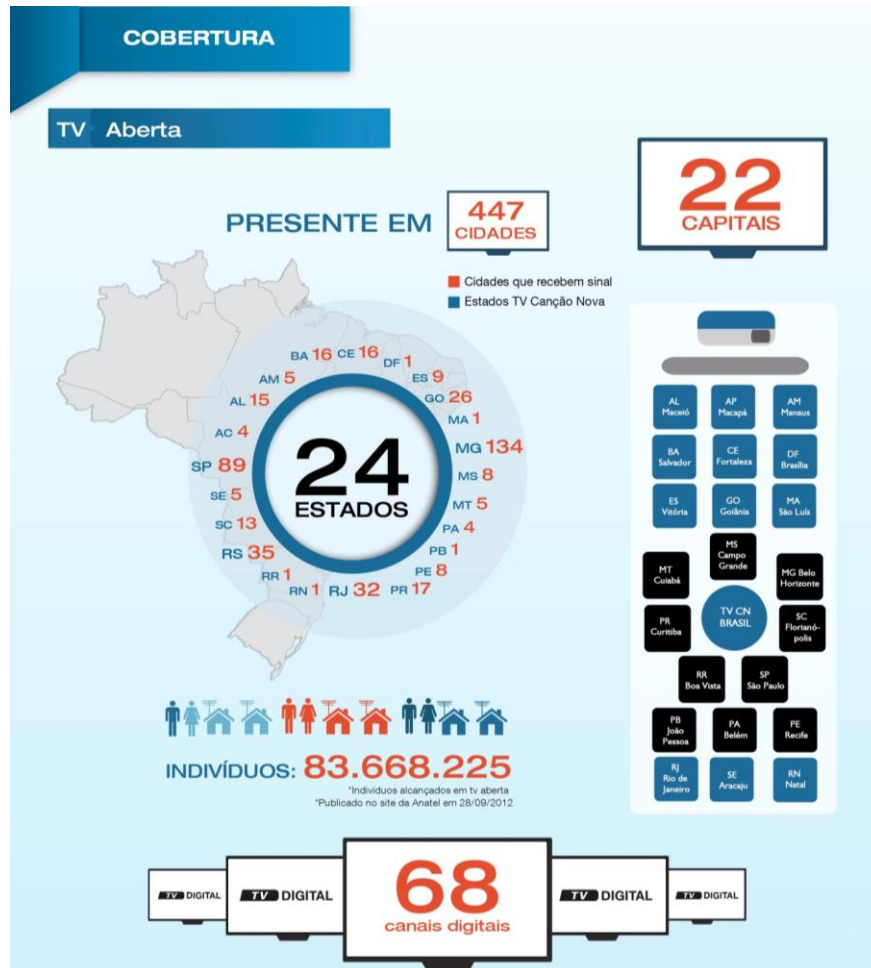 COBERTURA
TV Aberta
22
CAPITAIS
PRESENTE EM
447
CIDADES
Cidades que recebem sinal
Estados TV Canção Nova
BA 16
CE 16
DF 1
ES 9
GO 26
MA 1
MG 134
MS 8
MT 5
PA 4
PB 1
PE 8
PR 17
RJ 32
RN 1
RR 1
RS 35
SC 13
SE 5
SP 89
AC 4
AL 15
AM 5
24
ESTADOS
AL
Maceió
AP
Macapá
AM
Manaus
BA
Salvador
CE
Fortaleza
DF
Brasília
ES
Vitória
GO
Goiânia
MA
São Luís
MS
Campo
Grande
MT
Cuiabá
MG Belo
Horizonte
PR
Curitiba
TV CN
BRASIL
SC
Florianó-
polis
RR
Boa Vista
SP
São Paulo
PB
João
Pessoa
PA
Belém
PE
Recife
RJ
Rio de
Janeiro
SE
Aracaju
RN
Natal
INDIVÍDUOS: 83.668.225
*Indivíduos alcançados em tv aberta
*Publicado no site da Anatel em 28/09/2012
TV DIGITAL
TV DIGITAL
68
canais digitais
TV DIGITAL
TV DIGITAL